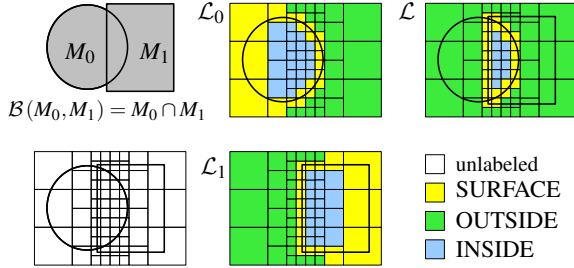 M₀ M₁
ℬ(M₀,M₁) = M₀ ∩ M₁
ℒ₀
ℒ
ℒ₁
unlabeled
SURFACE
OUTSIDE
INSIDE